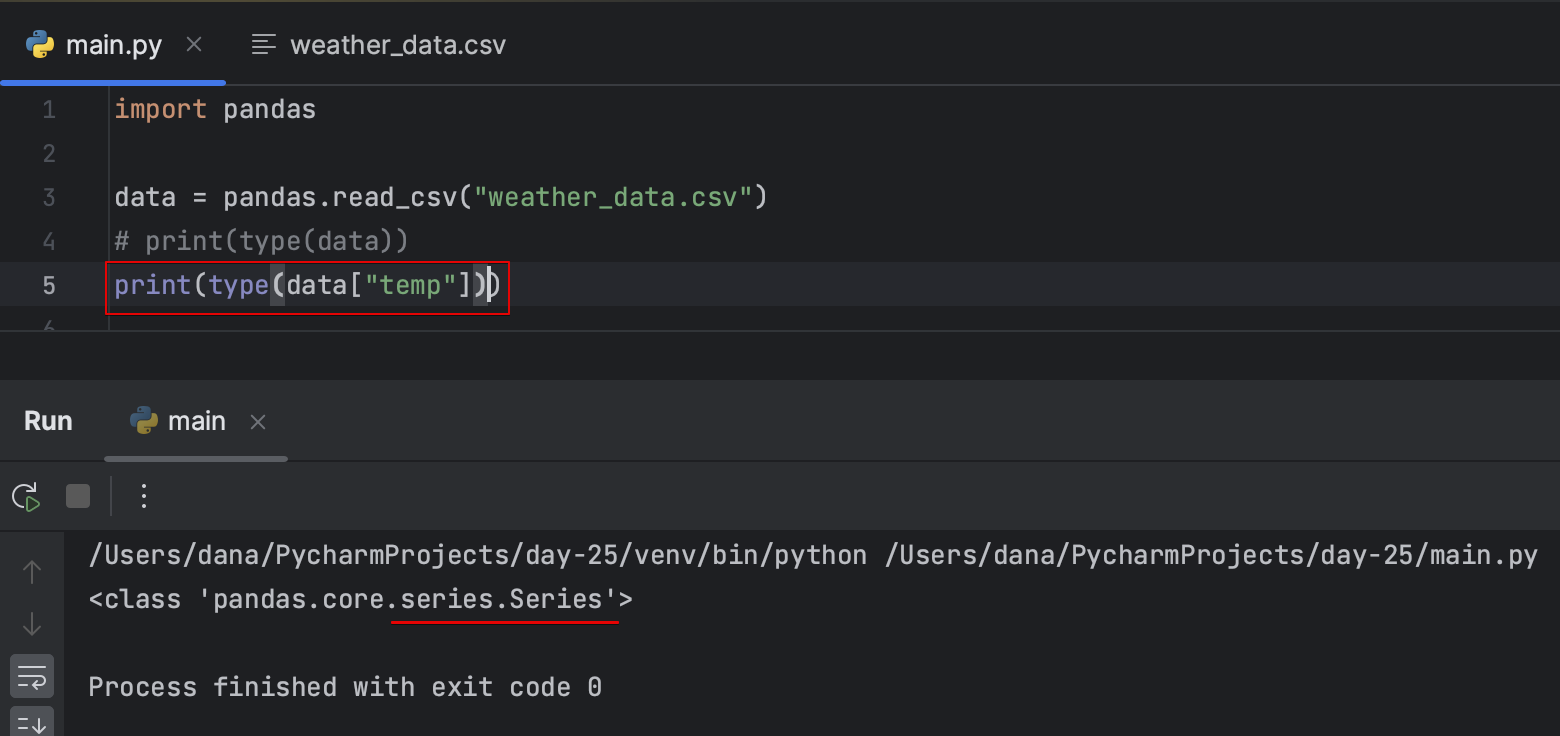 main.py
weather_data.csv
1 import pandas
2
3 data = pandas.read_csv("weather_data.csv")
4 # print(type(data))
5 print(type(data["temp"]))
6
Run
main
/Users/dana/PycharmProjects/day-25/venv/bin/python /Users/dana/PycharmProjects/day-25/main.py
<class 'pandas.core.series.Series'>
Process finished with exit code 0